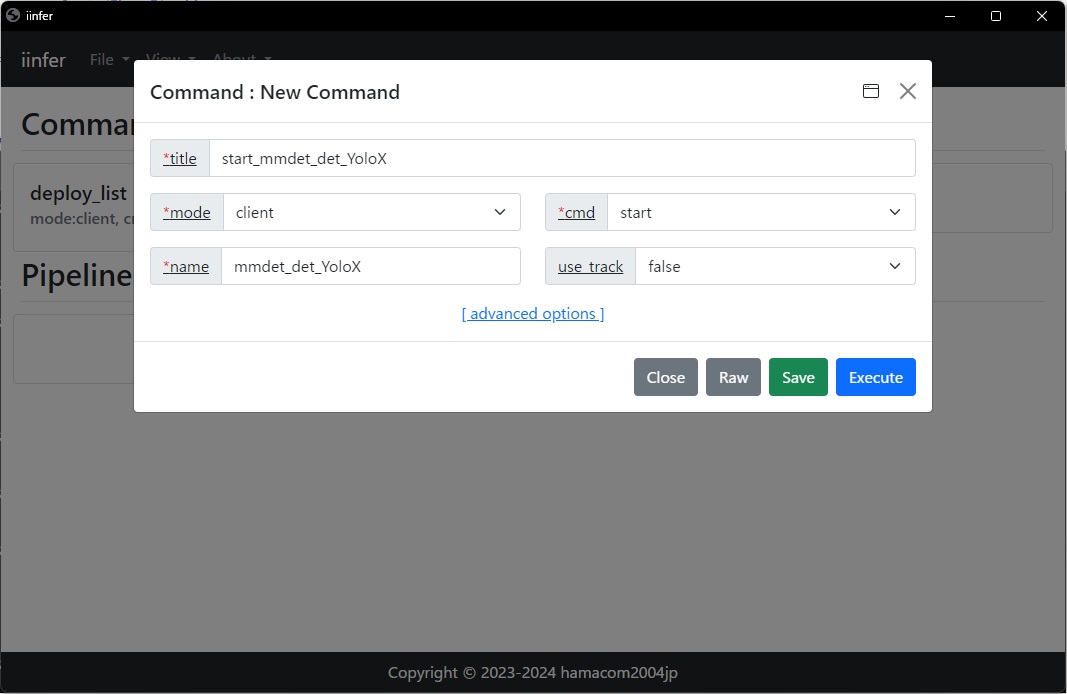 iinfer
iinfer File View About
Command : New Command
Comma
*title start_mmdet_det_YoloX
deploy_list
*mode client *cmd start
mode:client,
*name mmdet_det_YoloX use_track false
Pipeline
[ advanced options ]
Close Raw Save Execute
Copyright © 2023-2024 hamacom2004jp